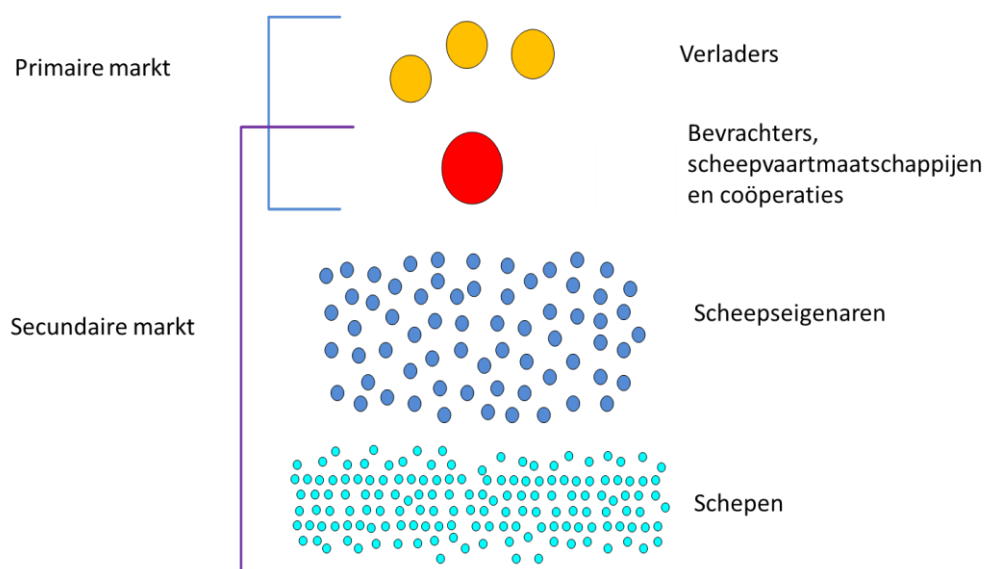 Primaire markt
Verladers
Bevrachters,
scheepvaartmaatschappijen
en coöperaties
Secundaire markt
Scheepseigenaren
Schepen